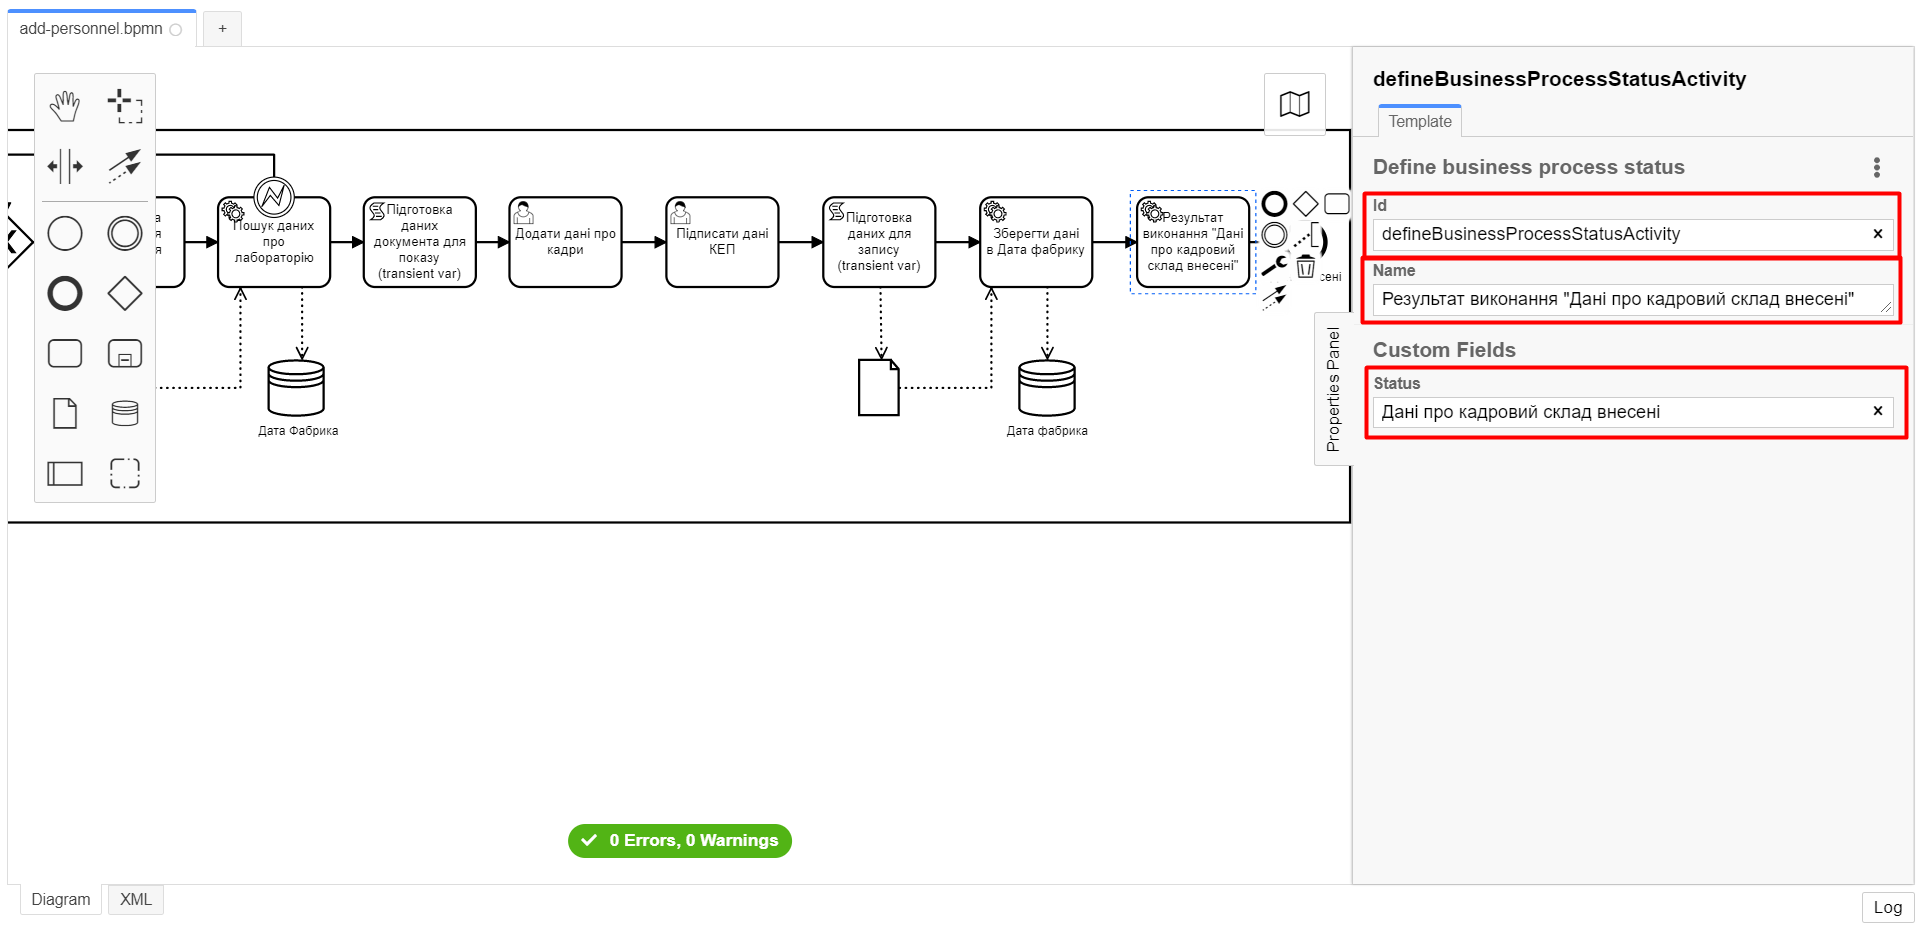 add-personnel.bpmn
+
а
я
я
Пошук даних
про
лабораторію
Підготовка
даних
документа для
показу
(transient var)
Додати дані про
кадри
Підписати дані
КЕП
Підготовка
даних для
запису
(transient var)
Зберегти дані
в Дата фабрику
Результат
виконання "Дані
про кадровий
склад внесені"
сені
Дата Фабрика
Дата фабрика
0 Errors, 0 Warnings
Diagram
XML
Properties Panel
defineBusinessProcessStatusActivity
Template
Define business process status
Id
defineBusinessProcessStatusActivity
Name
Результат виконання "Дані про кадровий склад внесені"
Custom Fields
Status
Дані про кадровий склад внесені
Log